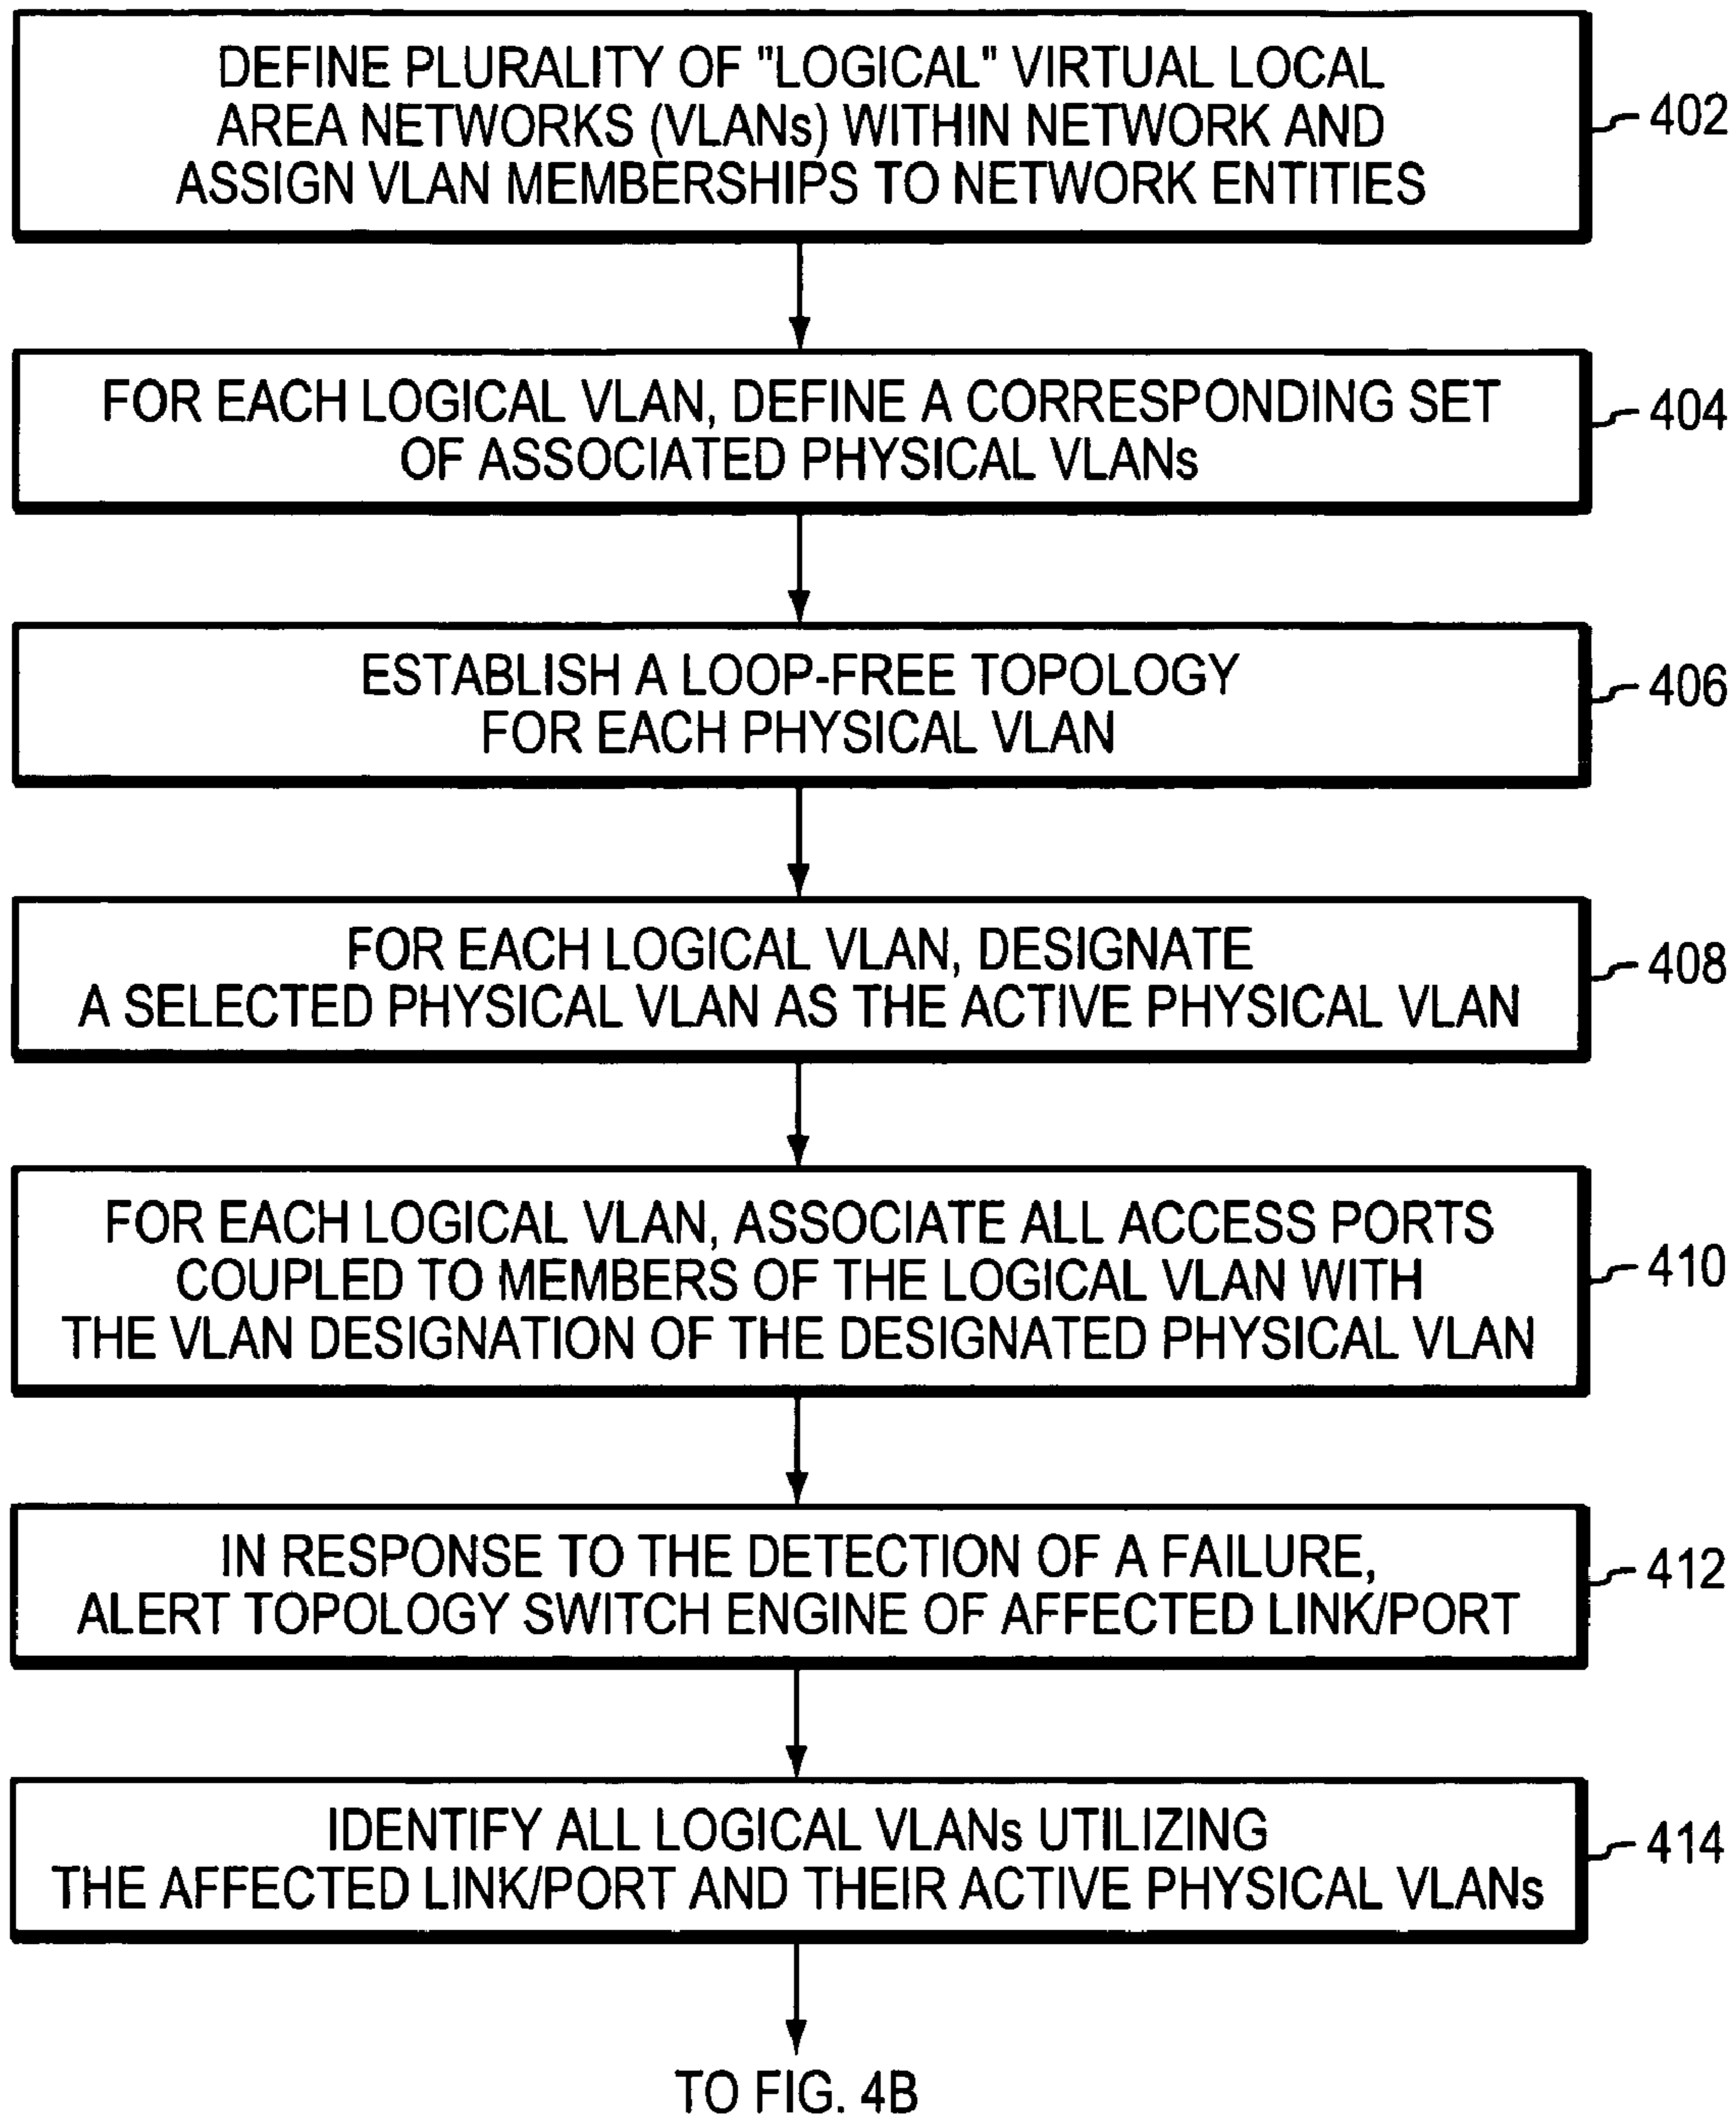 DEFINE PLURALITY OF "LOGICAL" VIRTUAL LOCAL
AREA NETWORKS (VLANs) WITHIN NETWORK AND
ASSIGN VLAN MEMBERSHIPS TO NETWORK ENTITIES
402
FOR EACH LOGICAL VLAN, DEFINE A CORRESPONDING SET
OF ASSOCIATED PHYSICAL VLANs
404
ESTABLISH A LOOP-FREE TOPOLOGY
FOR EACH PHYSICAL VLAN
406
FOR EACH LOGICAL VLAN, DESIGNATE
A SELECTED PHYSICAL VLAN AS THE ACTIVE PHYSICAL VLAN
408
FOR EACH LOGICAL VLAN, ASSOCIATE ALL ACCESS PORTS
COUPLED TO MEMBERS OF THE LOGICAL VLAN WITH
THE VLAN DESIGNATION OF THE DESIGNATED PHYSICAL VLAN
410
IN RESPONSE TO THE DETECTION OF A FAILURE,
ALERT TOPOLOGY SWITCH ENGINE OF AFFECTED LINK/PORT
412
IDENTIFY ALL LOGICAL VLANs UTILIZING
THE AFFECTED LINK/PORT AND THEIR ACTIVE PHYSICAL VLANs
414
TO FIG. 4B